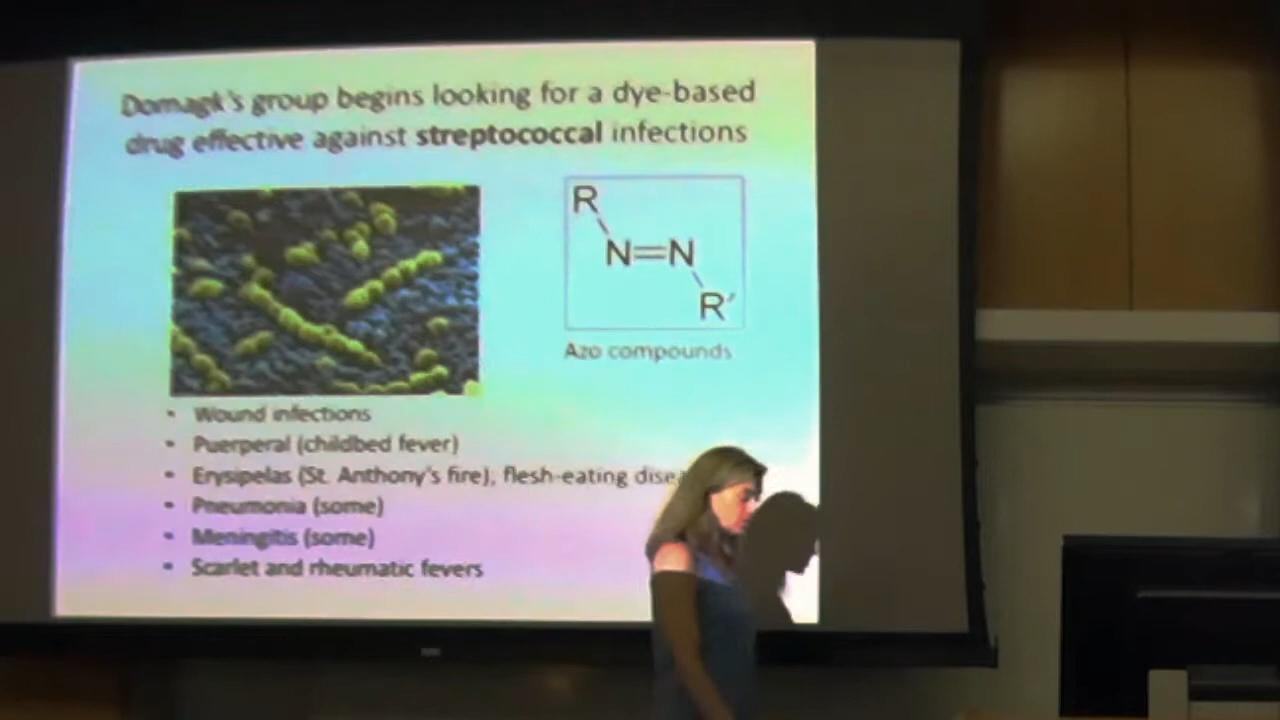 Domagk's group begins looking for a dye-based
drug effective against streptococcal infections
R
N=N
R′
Azo compounds
• Wound infections
• Puerperal (childbed fever)
• Erysipelas (St. Anthony's fire), flesh-eating disea
• Pneumonia (some)
• Meningitis (some)
• Scarlet and rheumatic fevers